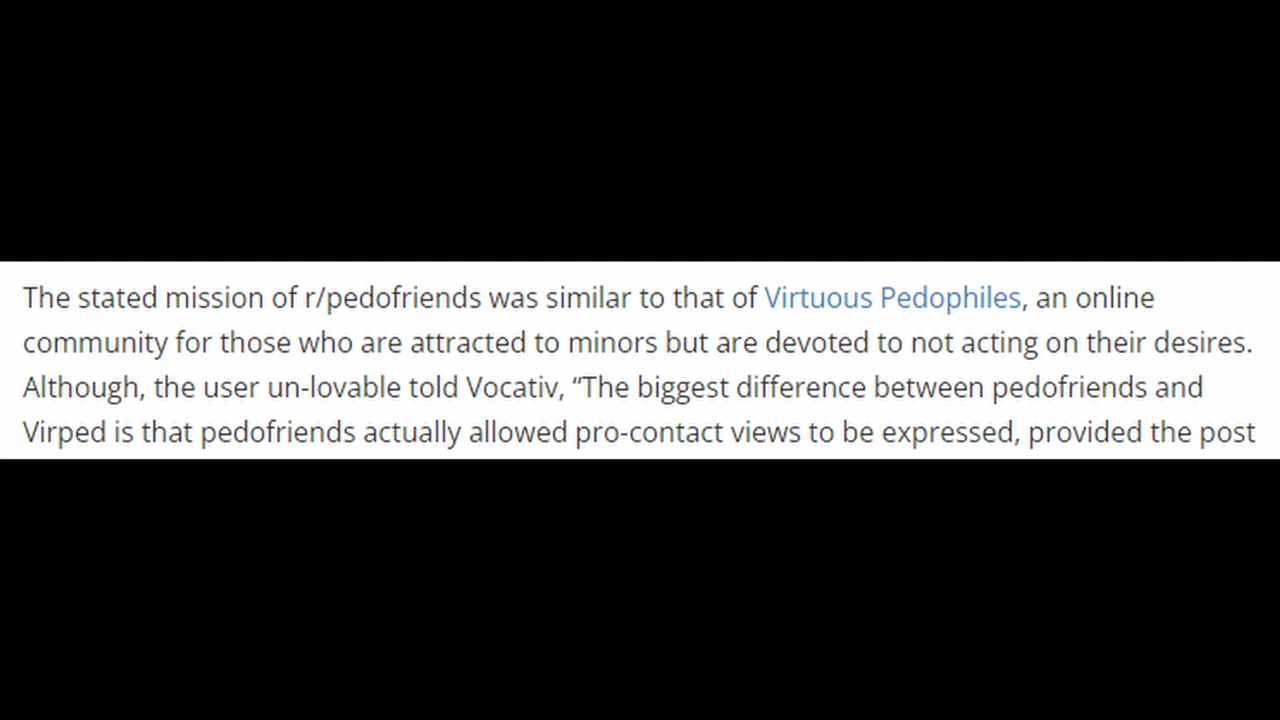 The stated mission of r/pedofriends was similar to that of Virtuous Pedophiles, an online
community for those who are attracted to minors but are devoted to not acting on their desires.
Although, the user un-lovable told Vocativ, “The biggest difference between pedofriends and
Virped is that pedofriends actually allowed pro-contact views to be expressed, provided the post